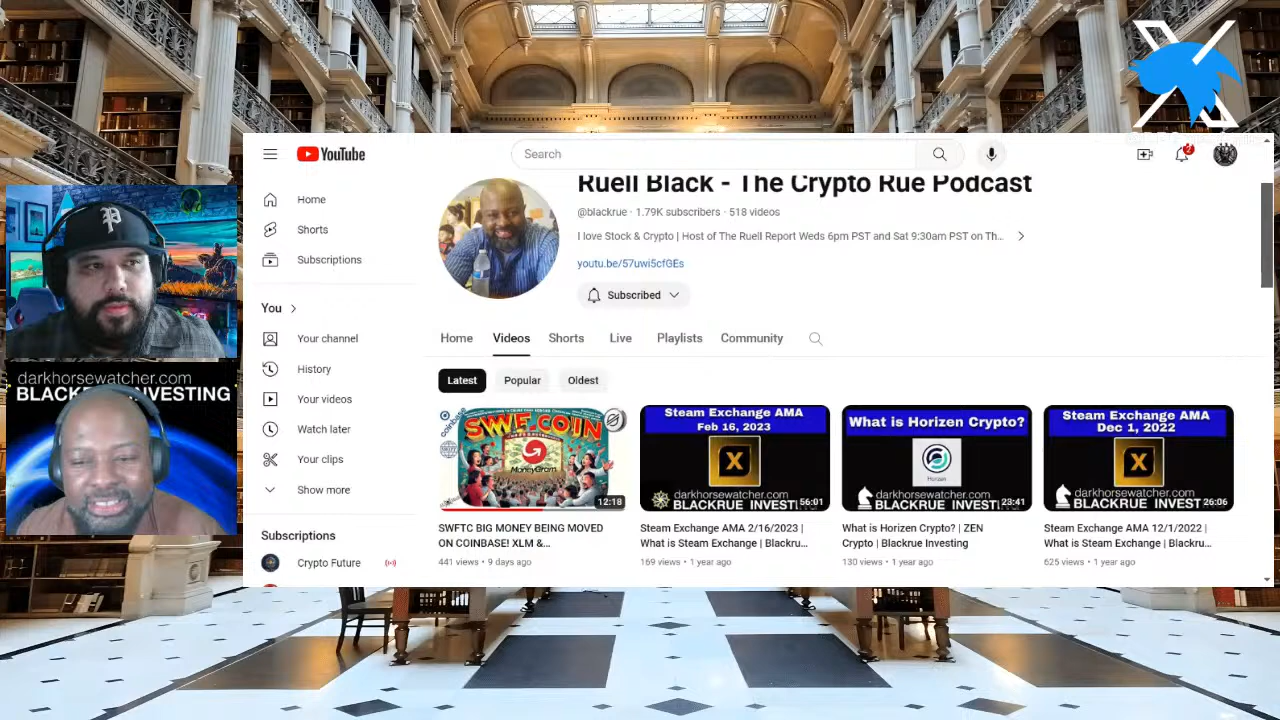 YouTube
Search
2
Home
Shorts
Subscriptions
You
Your channel
History
Your videos
Watch later
Your clips
Show more
Subscriptions
Crypto Future
Ruell Black - The Crypto Rue Podcast
@blackrue · 1.79K subscribers · 518 videos
I love Stock & Crypto | Host of The Ruell Report Weds 6pm PST and Sat 9:30am PST on Th...
youtu.be/57uwi5cfGEs
Subscribed
Home Videos Shorts Live Playlists Community
Latest Popular Oldest
coinbase
SWF.COIN
MoneyGram
12:18
SWFTC BIG MONEY BEING MOVED
ON COINBASE! XLM &...
441 views · 9 days ago
Steam Exchange AMA
Feb 16, 2023
X
darkhorsewatcher.com
BLACKRUE INVESTI
56:01
Steam Exchange AMA 2/16/2023 |
What is Steam Exchange | Blackru...
169 views · 1 year ago
What is Horizen Crypto?
Horizen
darkhorsewatcher.com
BLACKRUE INVEST
23:41
What is Horizen Crypto? | ZEN
Crypto | Blackrue Investing
130 views · 1 year ago
Steam Exchange AMA
Dec 1, 2022
X
darkhorsewatcher.com
BLACKRUE INVEST
26:06
Steam Exchange AMA 12/1/2022 |
What is Steam Exchange | Blackru...
625 views · 1 year ago
P
darkhorsewatcher.com